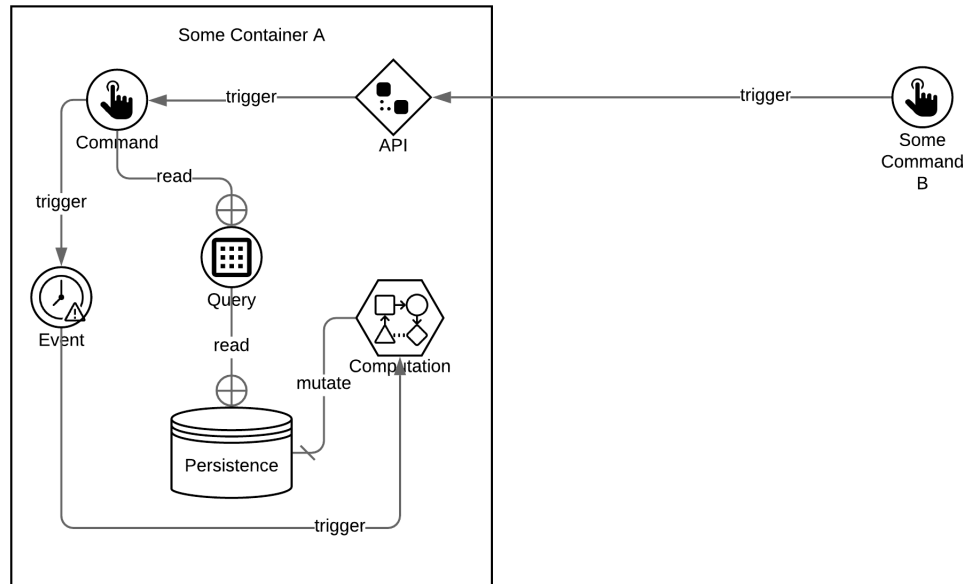 Some Container A
trigger
trigger
Command
API
Some
Command
B
read
trigger
Query
Event
read
Computation
mutate
Persistence
trigger